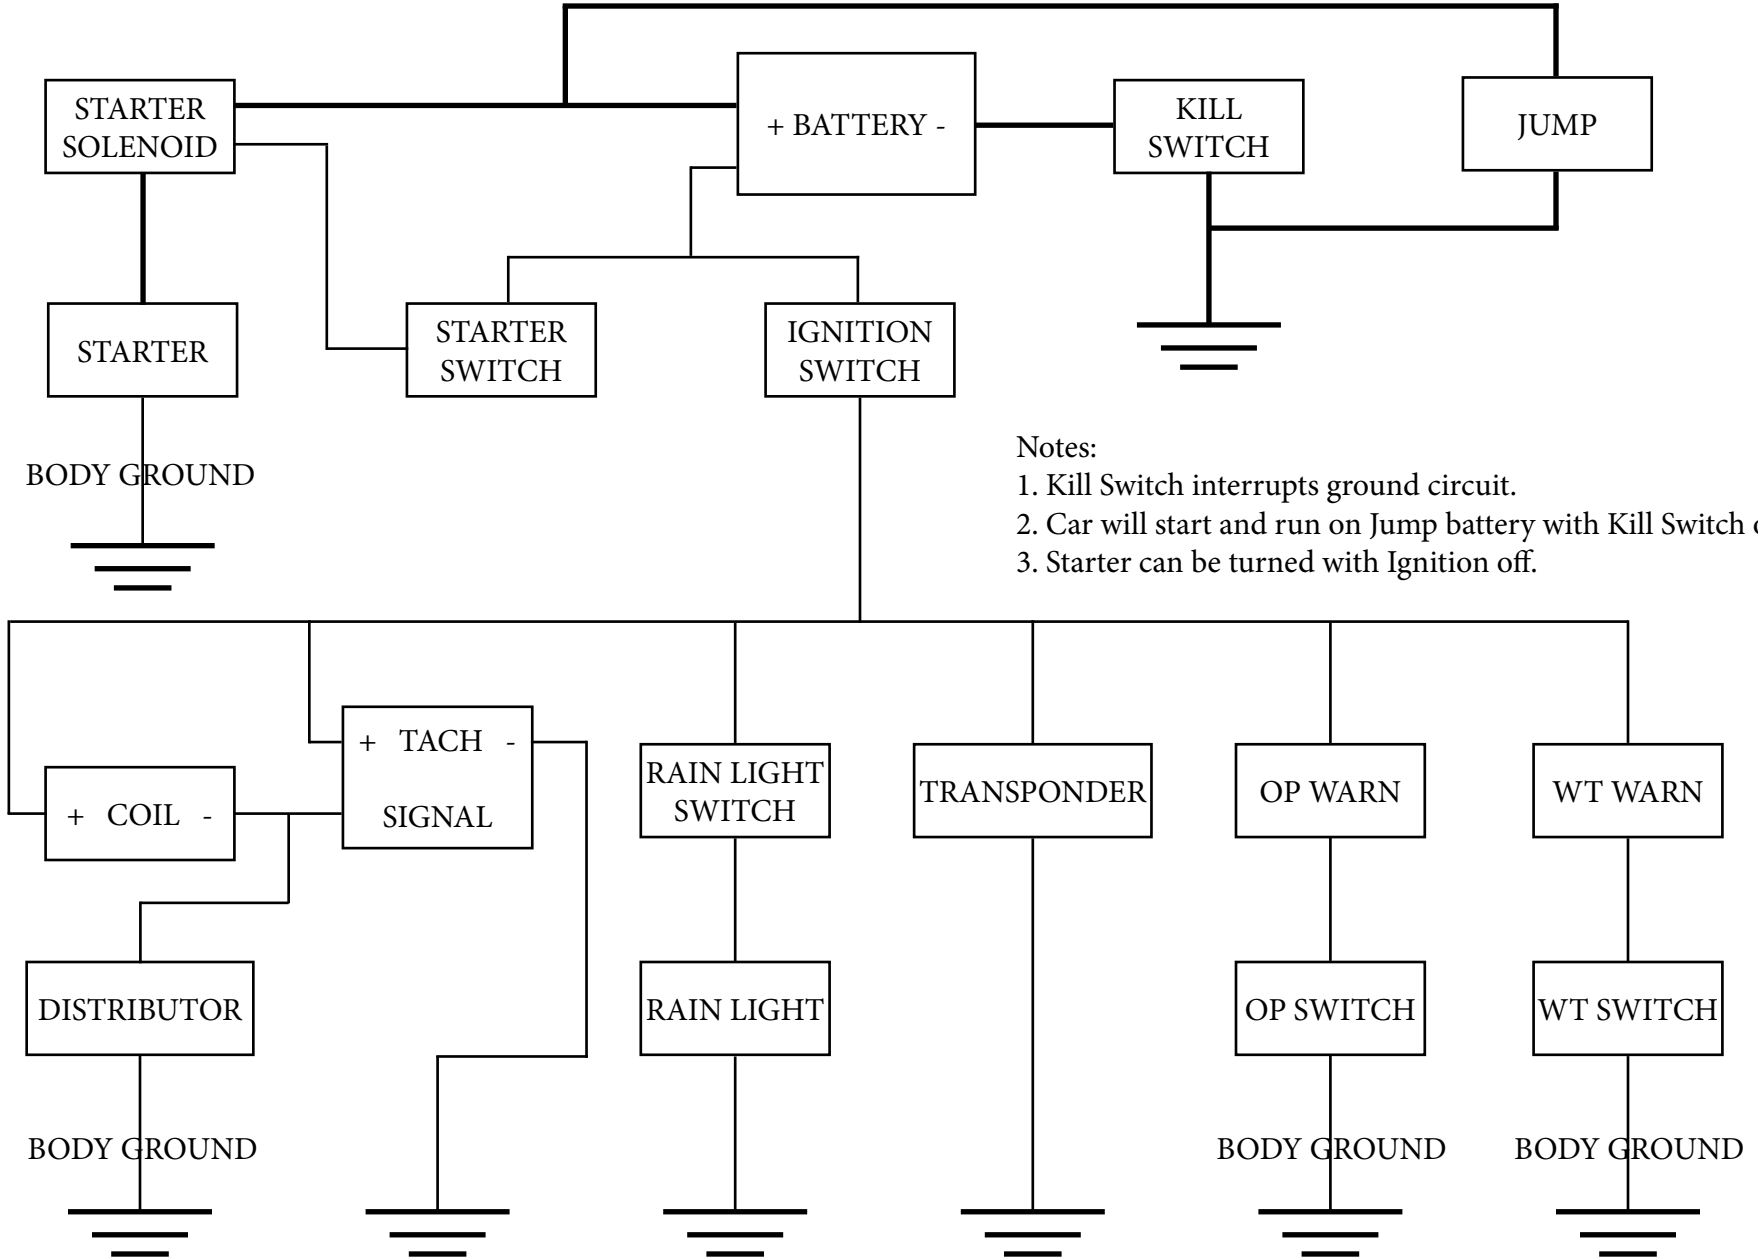 STARTER
SOLENOID
+ BATTERY -
KILL
SWITCH
JUMP
STARTER
STARTER
SWITCH
IGNITION
SWITCH
BODY GROUND
Notes:
1. Kill Switch interrupts ground circuit.
2. Car will start and run on Jump battery with Kill Switch
3. Starter can be turned with Ignition off.
+ TACH -
SIGNAL
+ COIL -
RAIN LIGHT
SWITCH
TRANSPONDER
OP WARN
WT WARN
DISTRIBUTOR
RAIN LIGHT
OP SWITCH
WT SWITCH
BODY GROUND
BODY GROUND
BODY GROUND